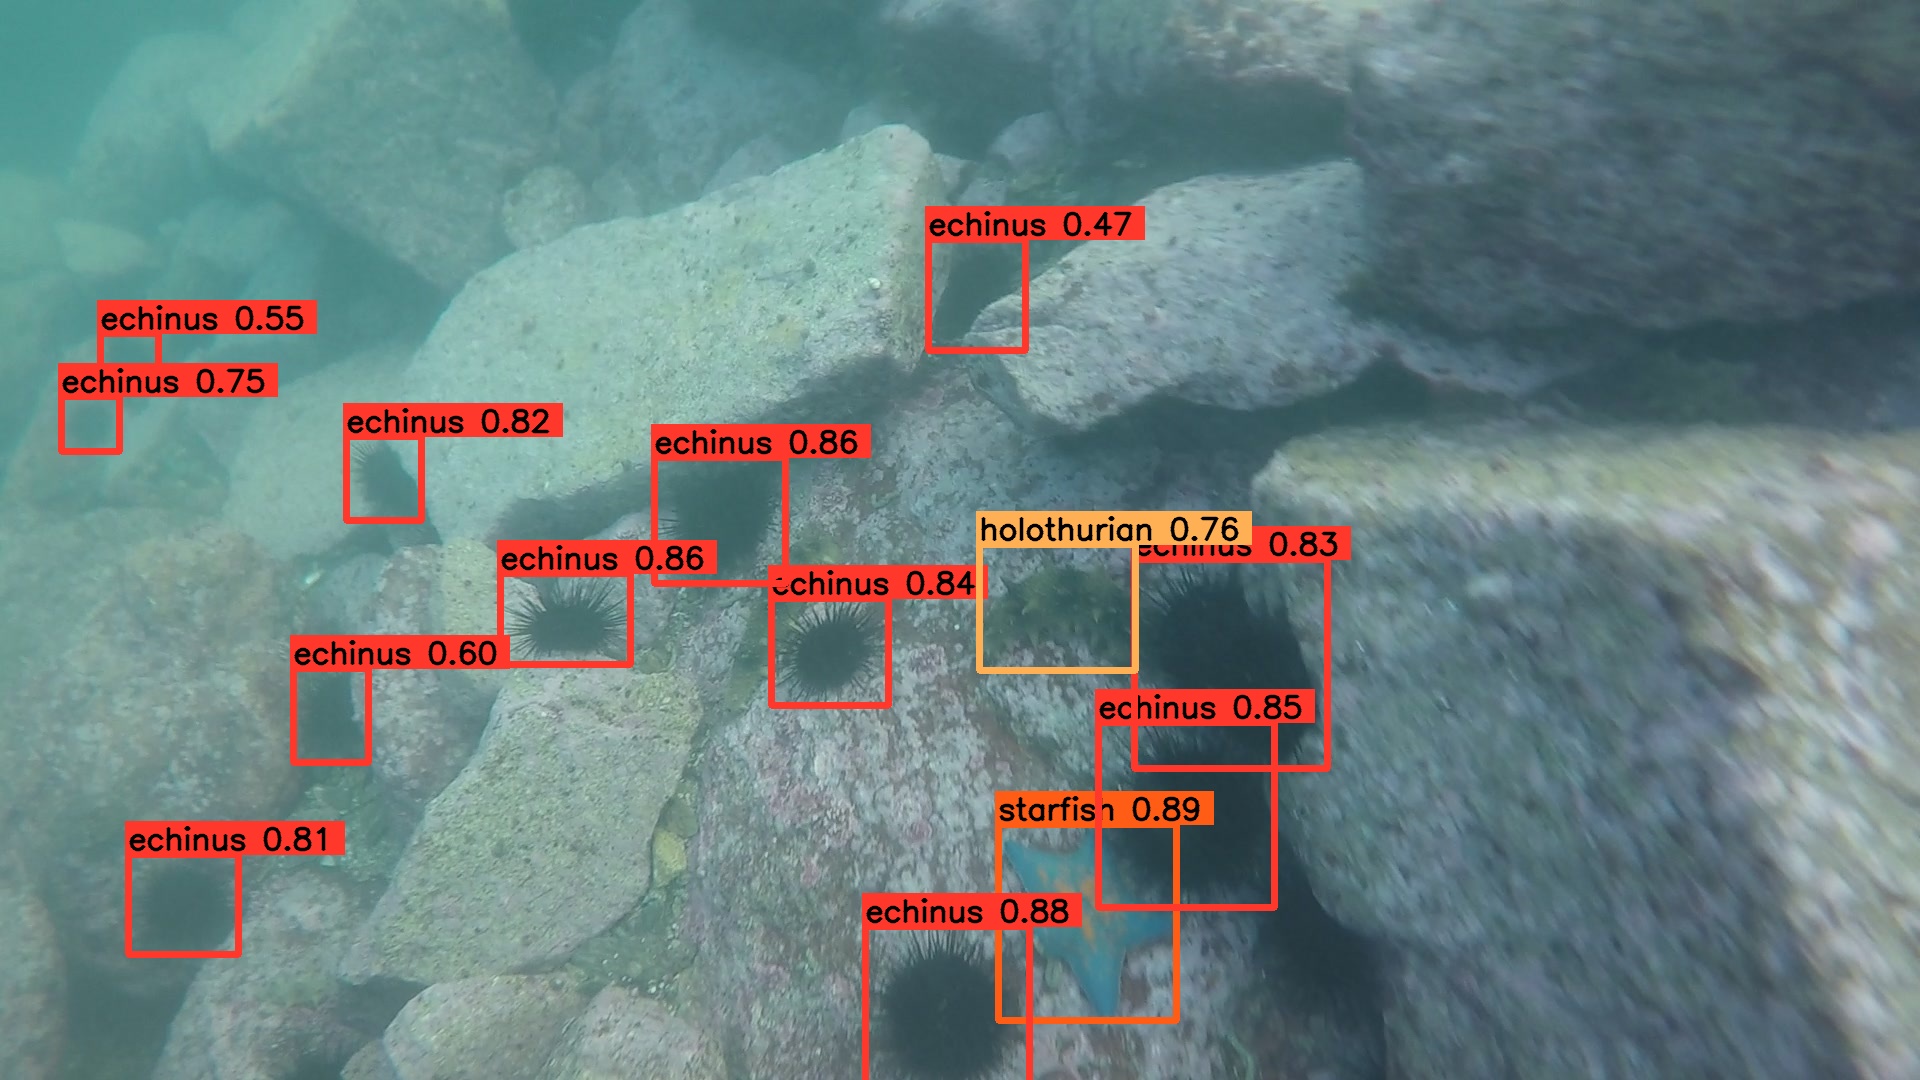 echinus 0.47
echinus 0.55
echinus 0.75
echinus 0.82
echinus 0.86
holothurian 0.76
echinus 0.83
echinus 0.86
echinus 0.84
echinus 0.60
echinus 0.85
starfish 0.89
echinus 0.81
echinus 0.88